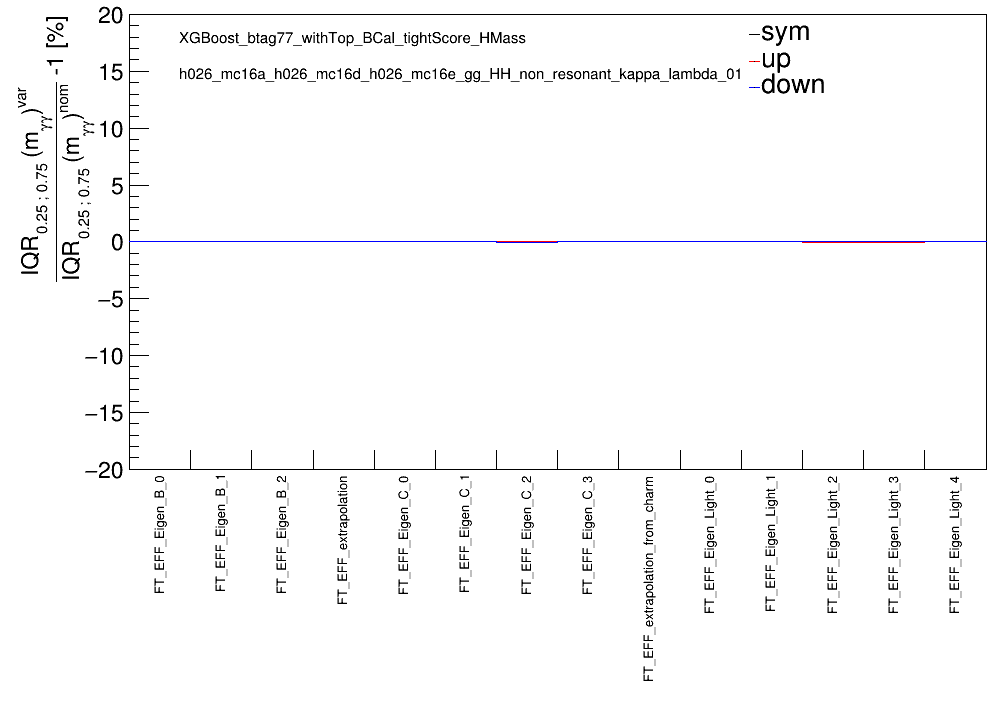 XGBoost_btag77_withTop_BCal_tightScore_HMass
h026_mc16a_h026_mc16d_h026_mc16e_gg_HH_non_resonant_kappa_lambda_01
–sym
–up
–down
IQR0.25 ; 0.75 (mγγ)var
IQR0.25 ; 0.75 (mγγ)nom -1 [%]
20
15
10
5
0
−5
−10
−15
−20
FT_EFF_Eigen_B_0
FT_EFF_Eigen_B_1
FT_EFF_Eigen_B_2
FT_EFF_extrapolation
FT_EFF_Eigen_C_0
FT_EFF_Eigen_C_1
FT_EFF_Eigen_C_2
FT_EFF_Eigen_C_3
FT_EFF_extrapolation_from_charm
FT_EFF_Eigen_Light_0
FT_EFF_Eigen_Light_1
FT_EFF_Eigen_Light_2
FT_EFF_Eigen_Light_3
FT_EFF_Eigen_Light_4